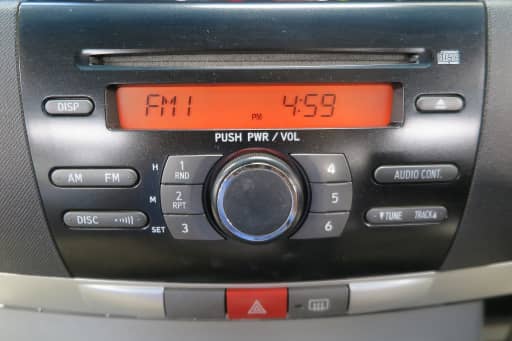 DISP
FM1 PM 4:59
PUSH PWR/VOL
AM FM
H 1 RND
4
AUDIO CONT.
M 2 RPT
5
DISC
▼TUNE TRACK▲
SET 3
6